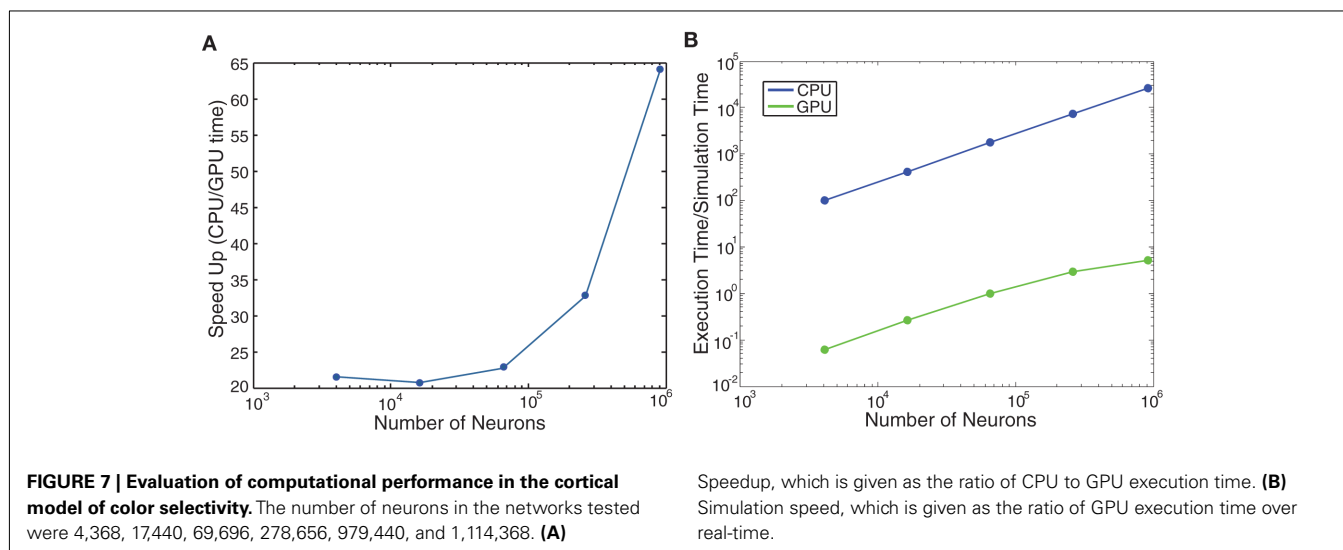 A
65
60
55
50
45
40
35
30
25
20
Speed Up (CPU/GPU time)
10^3
10^4
10^5
10^6
Number of Neurons
B
10^5
10^4
10^3
10^2
10^1
10^0
10^-1
10^-2
Execution Time/Simulation Time
CPU
GPU
10^3
10^4
10^5
10^6
Number of Neurons
FIGURE 7 | Evaluation of computational performance in the cortical
model of color selectivity. The number of neurons in the networks tested
were 4,368, 17,440, 69,696, 278,656, 979,440, and 1,114,368. (A)
Speedup, which is given as the ratio of CPU to GPU execution time. (B)
Simulation speed, which is given as the ratio of GPU execution time over
real-time.